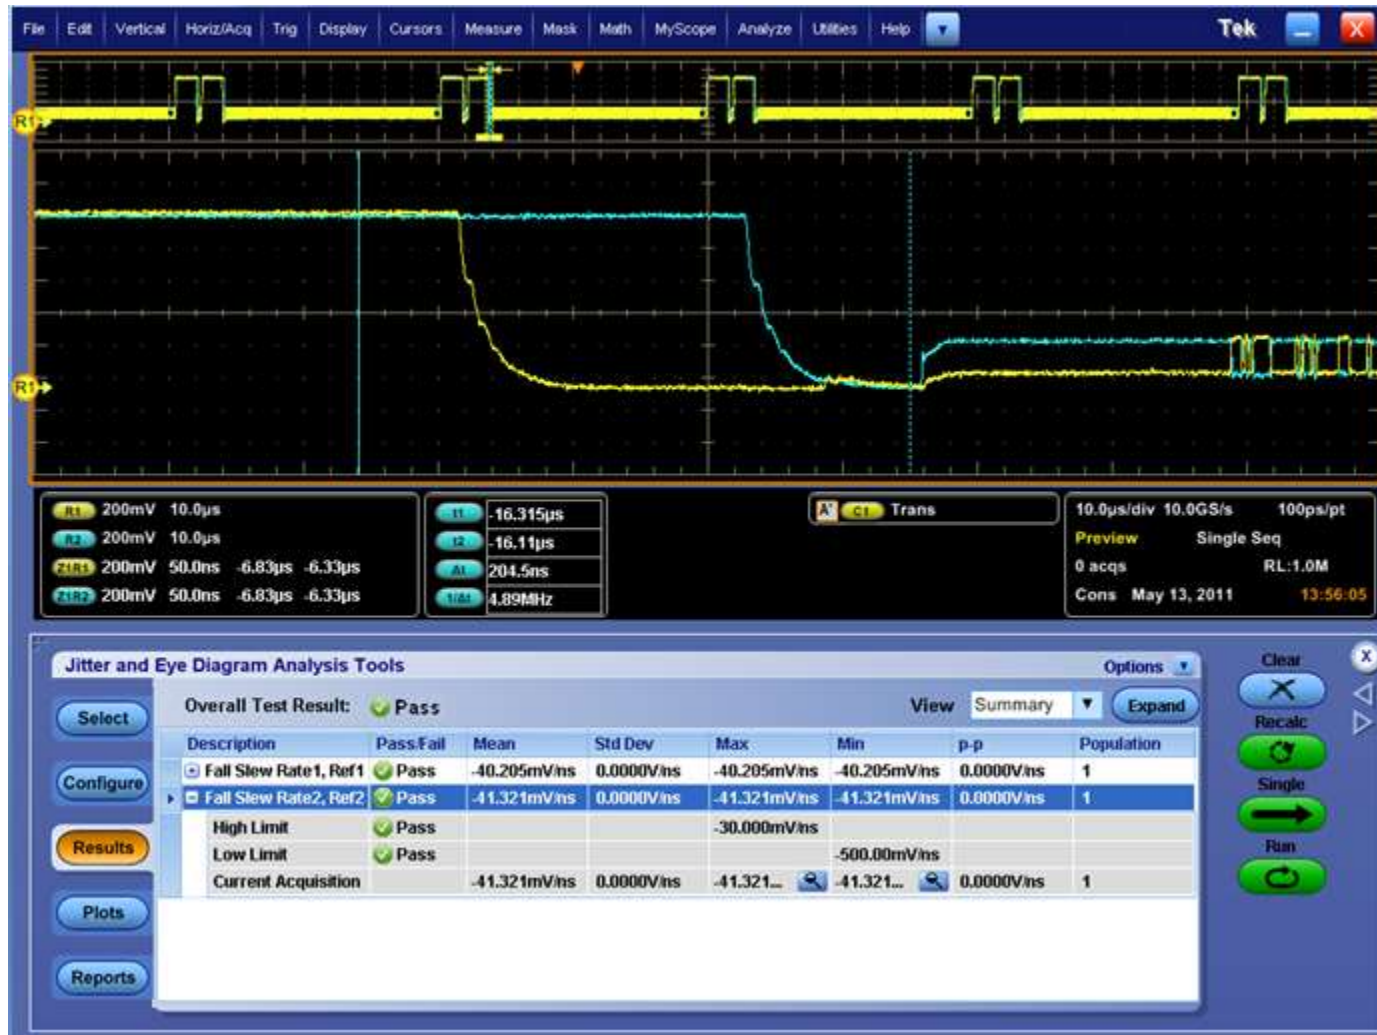 File Edit Vertical Horiz/Acq Trig Display Cursors Measure Mask Math MyScope Analyze Utilities Help Tek X
R1
R1
R1 200mV 10.0µs
R2 200mV 10.0µs
Z1R1 200mV 50.0ns -6.83µs -6.33µs
Z1R2 200mV 50.0ns -6.83µs -6.33µs
t1 -16.315µs
t2 -16.11µs
Δt 204.5ns
1/Δt 4.89MHz
A' C1 Trans
10.0µs/div 10.0GS/s 100ps/pt
Preview Single Seq
0 acqs RL:1.0M
Cons May 13, 2011 13:56:05
Jitter and Eye Diagram Analysis Tools Options
Select
Configure
Results
Plots
Reports
Overall Test Result: Pass View Summary Expand
Description Pass/Fail Mean Std Dev Max Min p-p Population
Fall Slew Rate1, Ref1 Pass -40.205mV/ns 0.0000V/ns -40.205mV/ns -40.205mV/ns 0.0000V/ns 1
Fall Slew Rate2, Ref2 Pass -41.321mV/ns 0.0000V/ns -41.321mV/ns -41.321mV/ns 0.0000V/ns 1
High Limit Pass -30.000mV/ns
Low Limit Pass -500.00mV/ns
Current Acquisition -41.321mV/ns 0.0000V/ns -41.321... -41.321... 0.0000V/ns 1
Clear X
Recalc
Single
Run